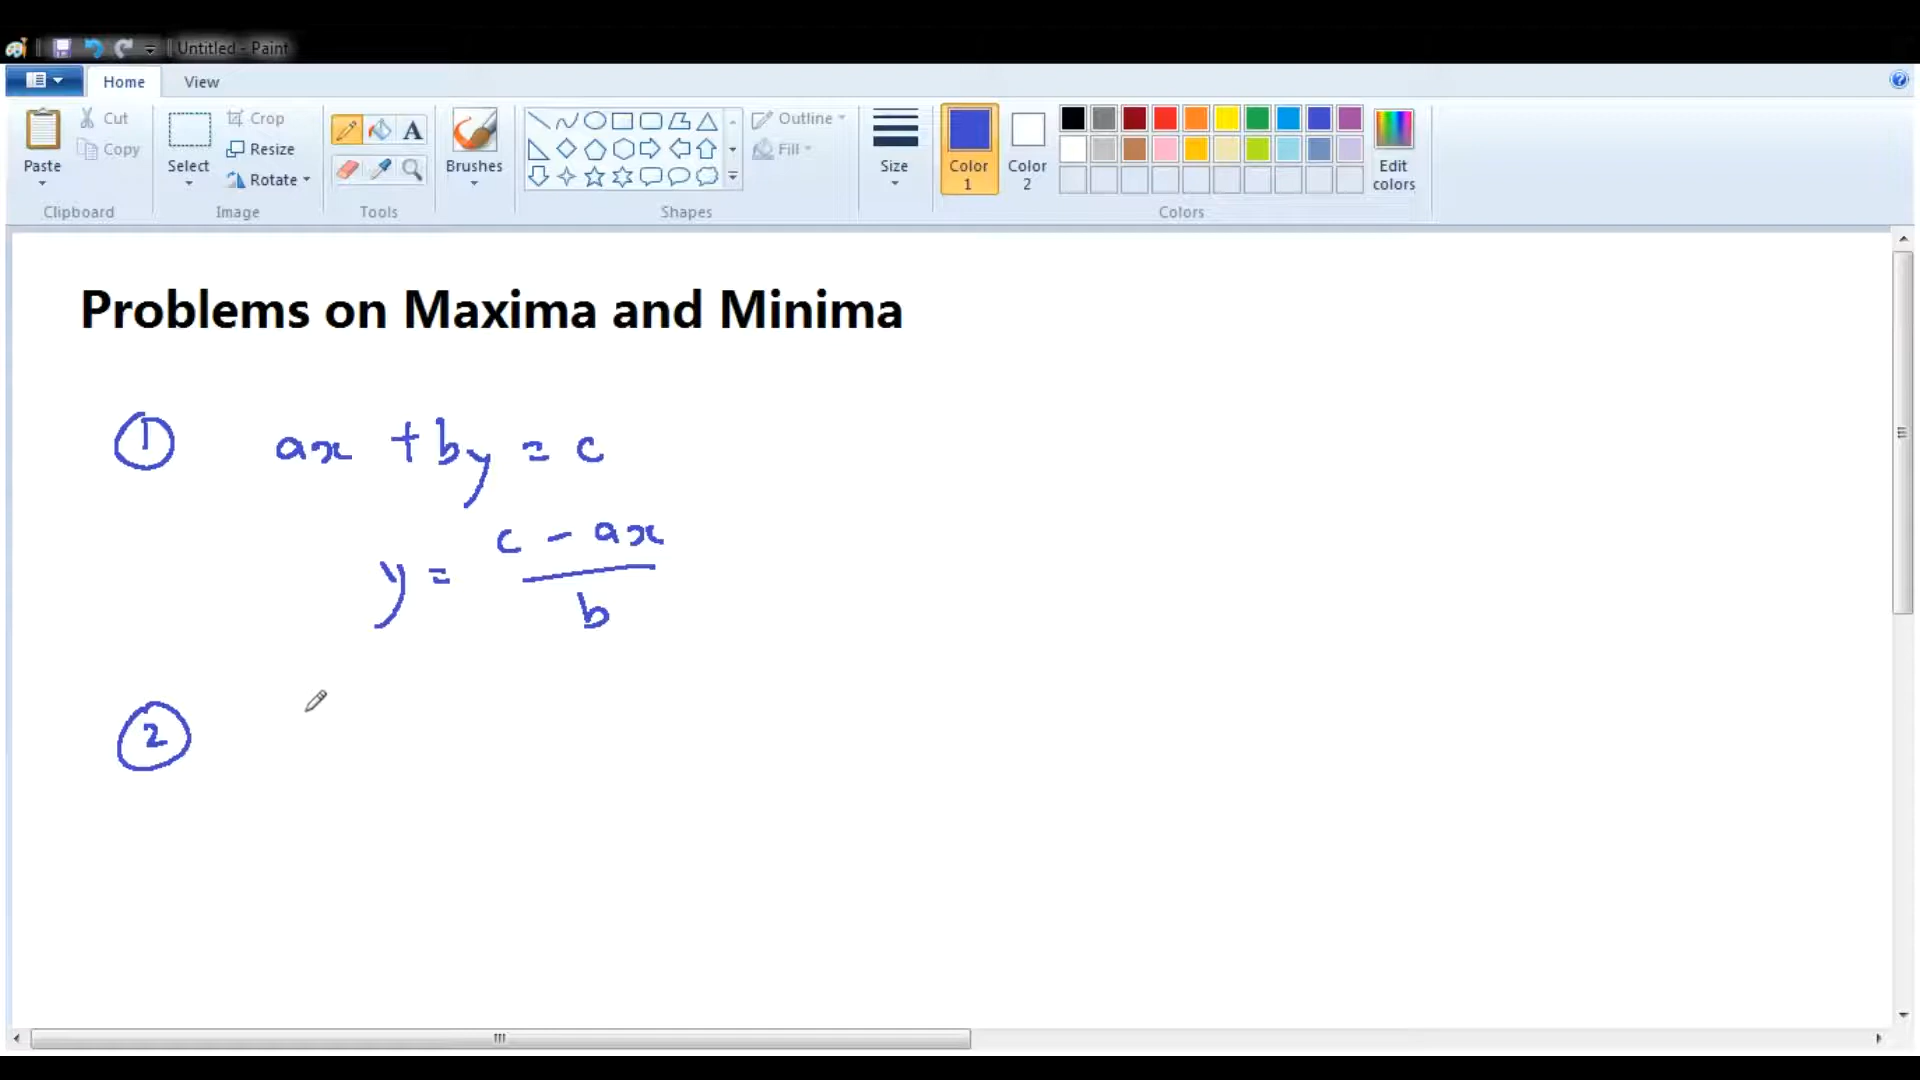 Untitled - Paint
Home View
Paste Cut Copy Clipboard
Select Crop Resize Rotate Image
A Tools
Brushes
Outline Fill Shapes
Size
Color 1 Color 2 Edit colors Colors
Problems on Maxima and Minima
① ax + by = c
y = c - ax
b
②